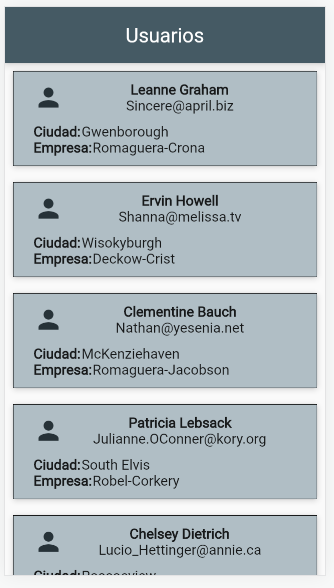 Usuarios
Leanne Graham
Sincere@april.biz
Ciudad:Gwenborough
Empresa:Romaguera-Crona
Ervin Howell
Shanna@melissa.tv
Ciudad:Wisokyburgh
Empresa:Deckow-Crist
Clementine Bauch
Nathan@yesenia.net
Ciudad:McKenziehaven
Empresa:Romaguera-Jacobson
Patricia Lebsack
Julianne.OConner@kory.org
Ciudad:South Elvis
Empresa:Robel-Corkery
Chelsey Dietrich
Lucio_Hettinger@annie.ca
Ciudad:Roscoeview